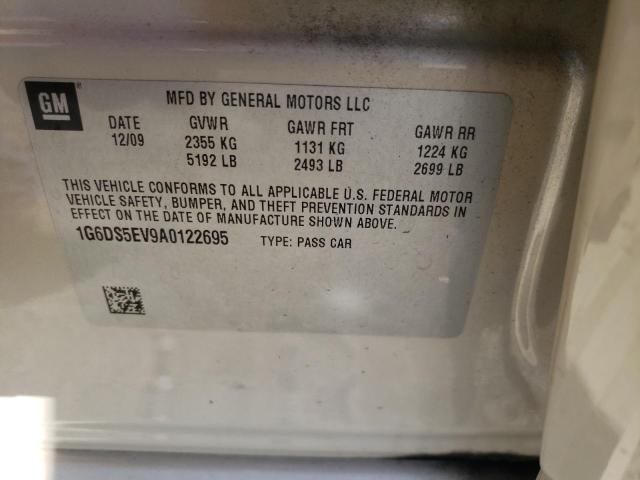 GM
MFD BY GENERAL MOTORS LLC
DATE GVWR GAWR FRT GAWR RR
12/09 2355 KG 1131 KG 1224 KG
5192 LB 2493 LB 2699 LB
THIS VEHICLE CONFORMS TO ALL APPLICABLE U.S. FEDERAL MOTOR
VEHICLE SAFETY, BUMPER, AND THEFT PREVENTION STANDARDS IN
EFFECT ON THE DATE OF MANUFACTURE SHOWN ABOVE.
1G6DS5EV9A0122695 TYPE: PASS CAR